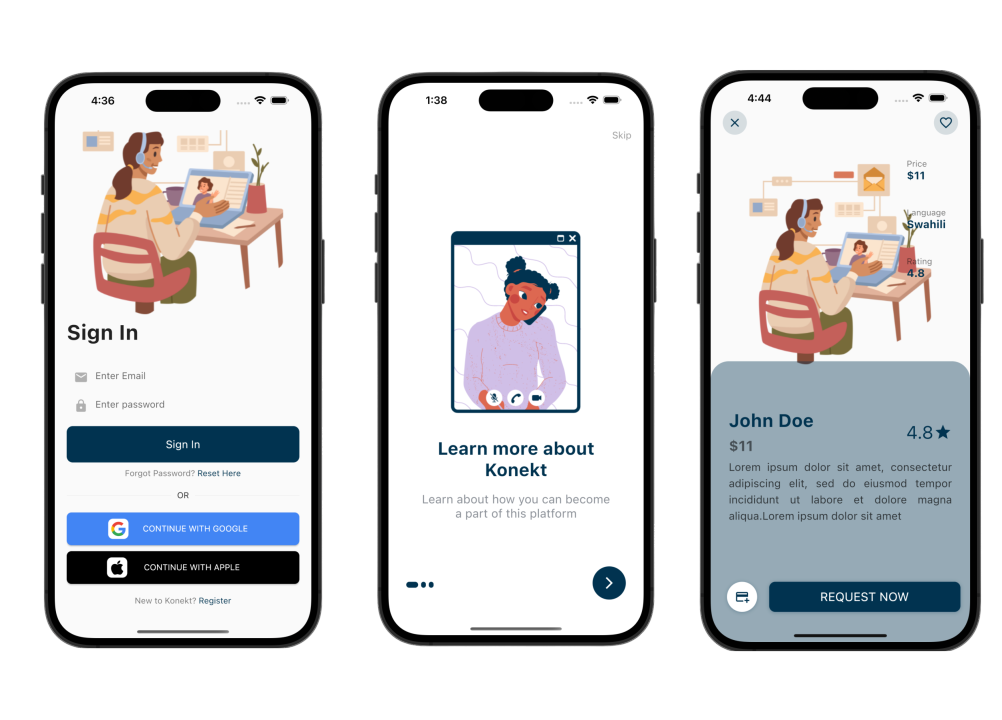 4:36
Sign In
Enter Email
Enter password
Sign In
Forgot Password? Reset Here
OR
CONTINUE WITH GOOGLE
CONTINUE WITH APPLE
New to Konekt? Register
1:38
Skip
Learn more about
Konekt
Learn about how you can become
a part of this platform
4:44
Price
$11
Language
Swahili
Rating
4.8
John Doe
4.8
$11
Lorem ipsum dolor sit amet, consectetur
adipiscing elit, sed do eiusmod tempor
incididunt ut labore et dolore magna
aliqua.Lorem ipsum dolor sit amet
REQUEST NOW